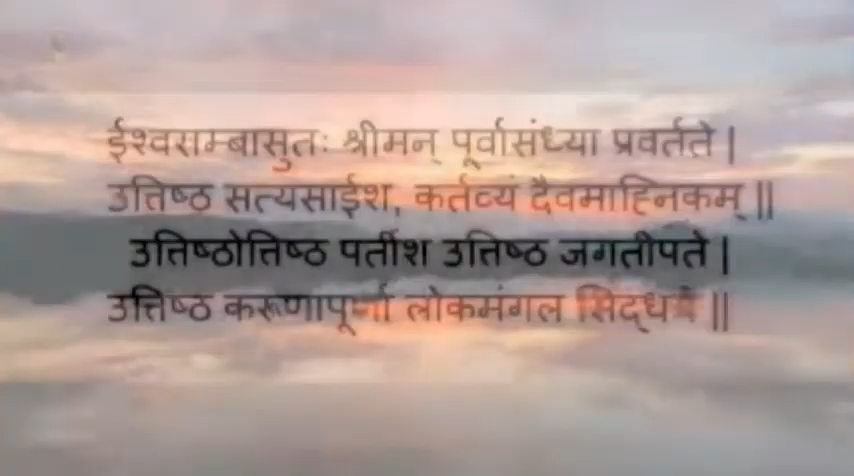 ईश्वराम्बासुतः श्रीमन् पूर्वासंध्या प्रवर्तते |
उत्तिष्ठ सत्यसाईश, कर्तव्यं दैवमाह्निकम् ||
उत्तिष्ठोत्तिष्ठ पर्तीश उत्तिष्ठ जगतीपते |
उत्तिष्ठ करूणापूर्णा लोकमंगल सिद्धये ||